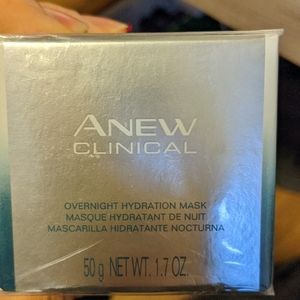 ANEW
CLINICAL
OVERNIGHT HYDRATION MASK
MASQUE HYDRATANT DE NUIT
MASCARILLA HIDRATANTE NOCTURNA
50 g NET WT. 1.7 OZ.